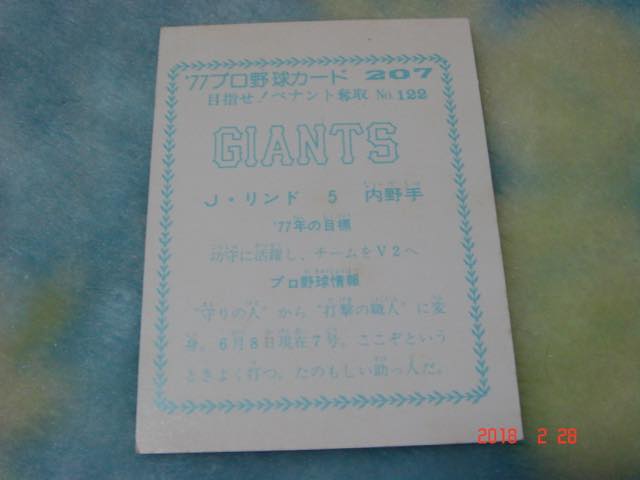 '77プロ野球カード 207
目指せ!ペナント奪取 No.122
GIANTS
J・リンド 5 内野手
'77年の目標
功守に活躍し、チームをV2へ
プロ野球情報
"守りの人"から"打撃の職人"に変
身。6月8日現在7号。ここぞという
ときよく打つ。たのもしい助っ人だ。
2018 2 28